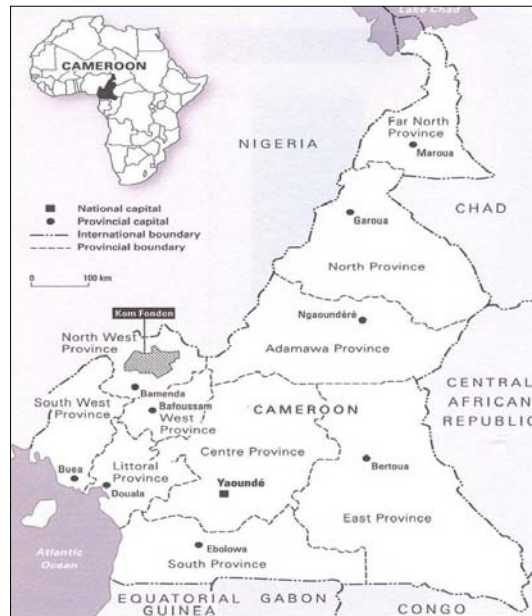 Lake Chad
CAMEROON
NIGERIA
Far North
Province
Maroua
CHAD
National capital
Provincial capital
International boundary
Provincial boundary
0
100 km
Garoua
North Province
Kom Fondon
Ngaoundéré
Adamawa Province
North West
Province
Bamenda
South West
Province
Bafoussam
West
Province
CAMEROON
CENTRAL
AFRICAN
REPUBLIC
Centre Province
Bertoua
Buea
Littoral
Province
Douala
Yaoundé
East Province
Atlantic
Ocean
Ebolowa
South Province
EQUATORIAL
GUINEA
GABON
CONGO